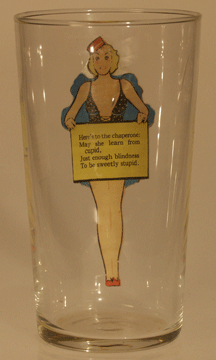 Here's to the chaperone:
May she learn from
cupid,
Just enough blindness
To be sweetly stupid.